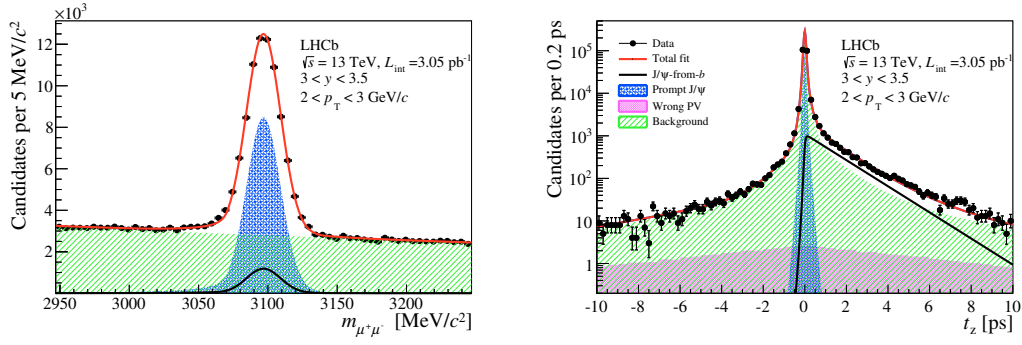 ×10³
Candidates per 5 MeV/c²
12
10
8
6
4
2
LHCb
√s = 13 TeV, L_int = 3.05 pb⁻¹
3 < y < 3.5
2 < p_T < 3 GeV/c
2950 3000 3050 3100 3150 3200
m_μ⁺μ⁻ [MeV/c²]
Candidates per 0.2 ps
10⁵
10⁴
10³
10²
10
1
Data
Total fit
J/ψ-from-b
Prompt J/ψ
Wrong PV
Background
LHCb
√s = 13 TeV, L_int = 3.05 pb⁻¹
3 < y < 3.5
2 < p_T < 3 GeV/c
-10 -8 -6 -4 -2 0 2 4 6 8 10
t_z [ps]